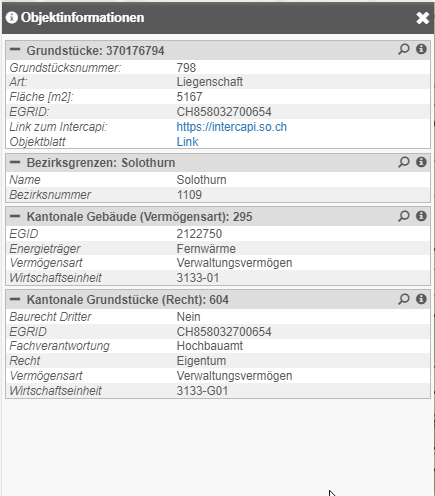 Objektinformationen
Grundstücke: 370176794
Grundstücksnummer: 798
Art: Liegenschaft
Fläche [m2]: 5167
EGRID: CH858032700654
Link zum Intercapi: https://intercapi.so.ch
Objektblatt Link
Bezirksgrenzen: Solothurn
Name Solothurn
Bezirksnummer 1109
Kantonale Gebäude (Vermögensart): 295
EGID 2122750
Energieträger Fernwärme
Vermögensart Verwaltungsvermögen
Wirtschaftseinheit 3133-01
Kantonale Grundstücke (Recht): 604
Baurecht Dritter Nein
EGRID CH858032700654
Fachverantwortung Hochbauamt
Recht Eigentum
Vermögensart Verwaltungsvermögen
Wirtschaftseinheit 3133-G01